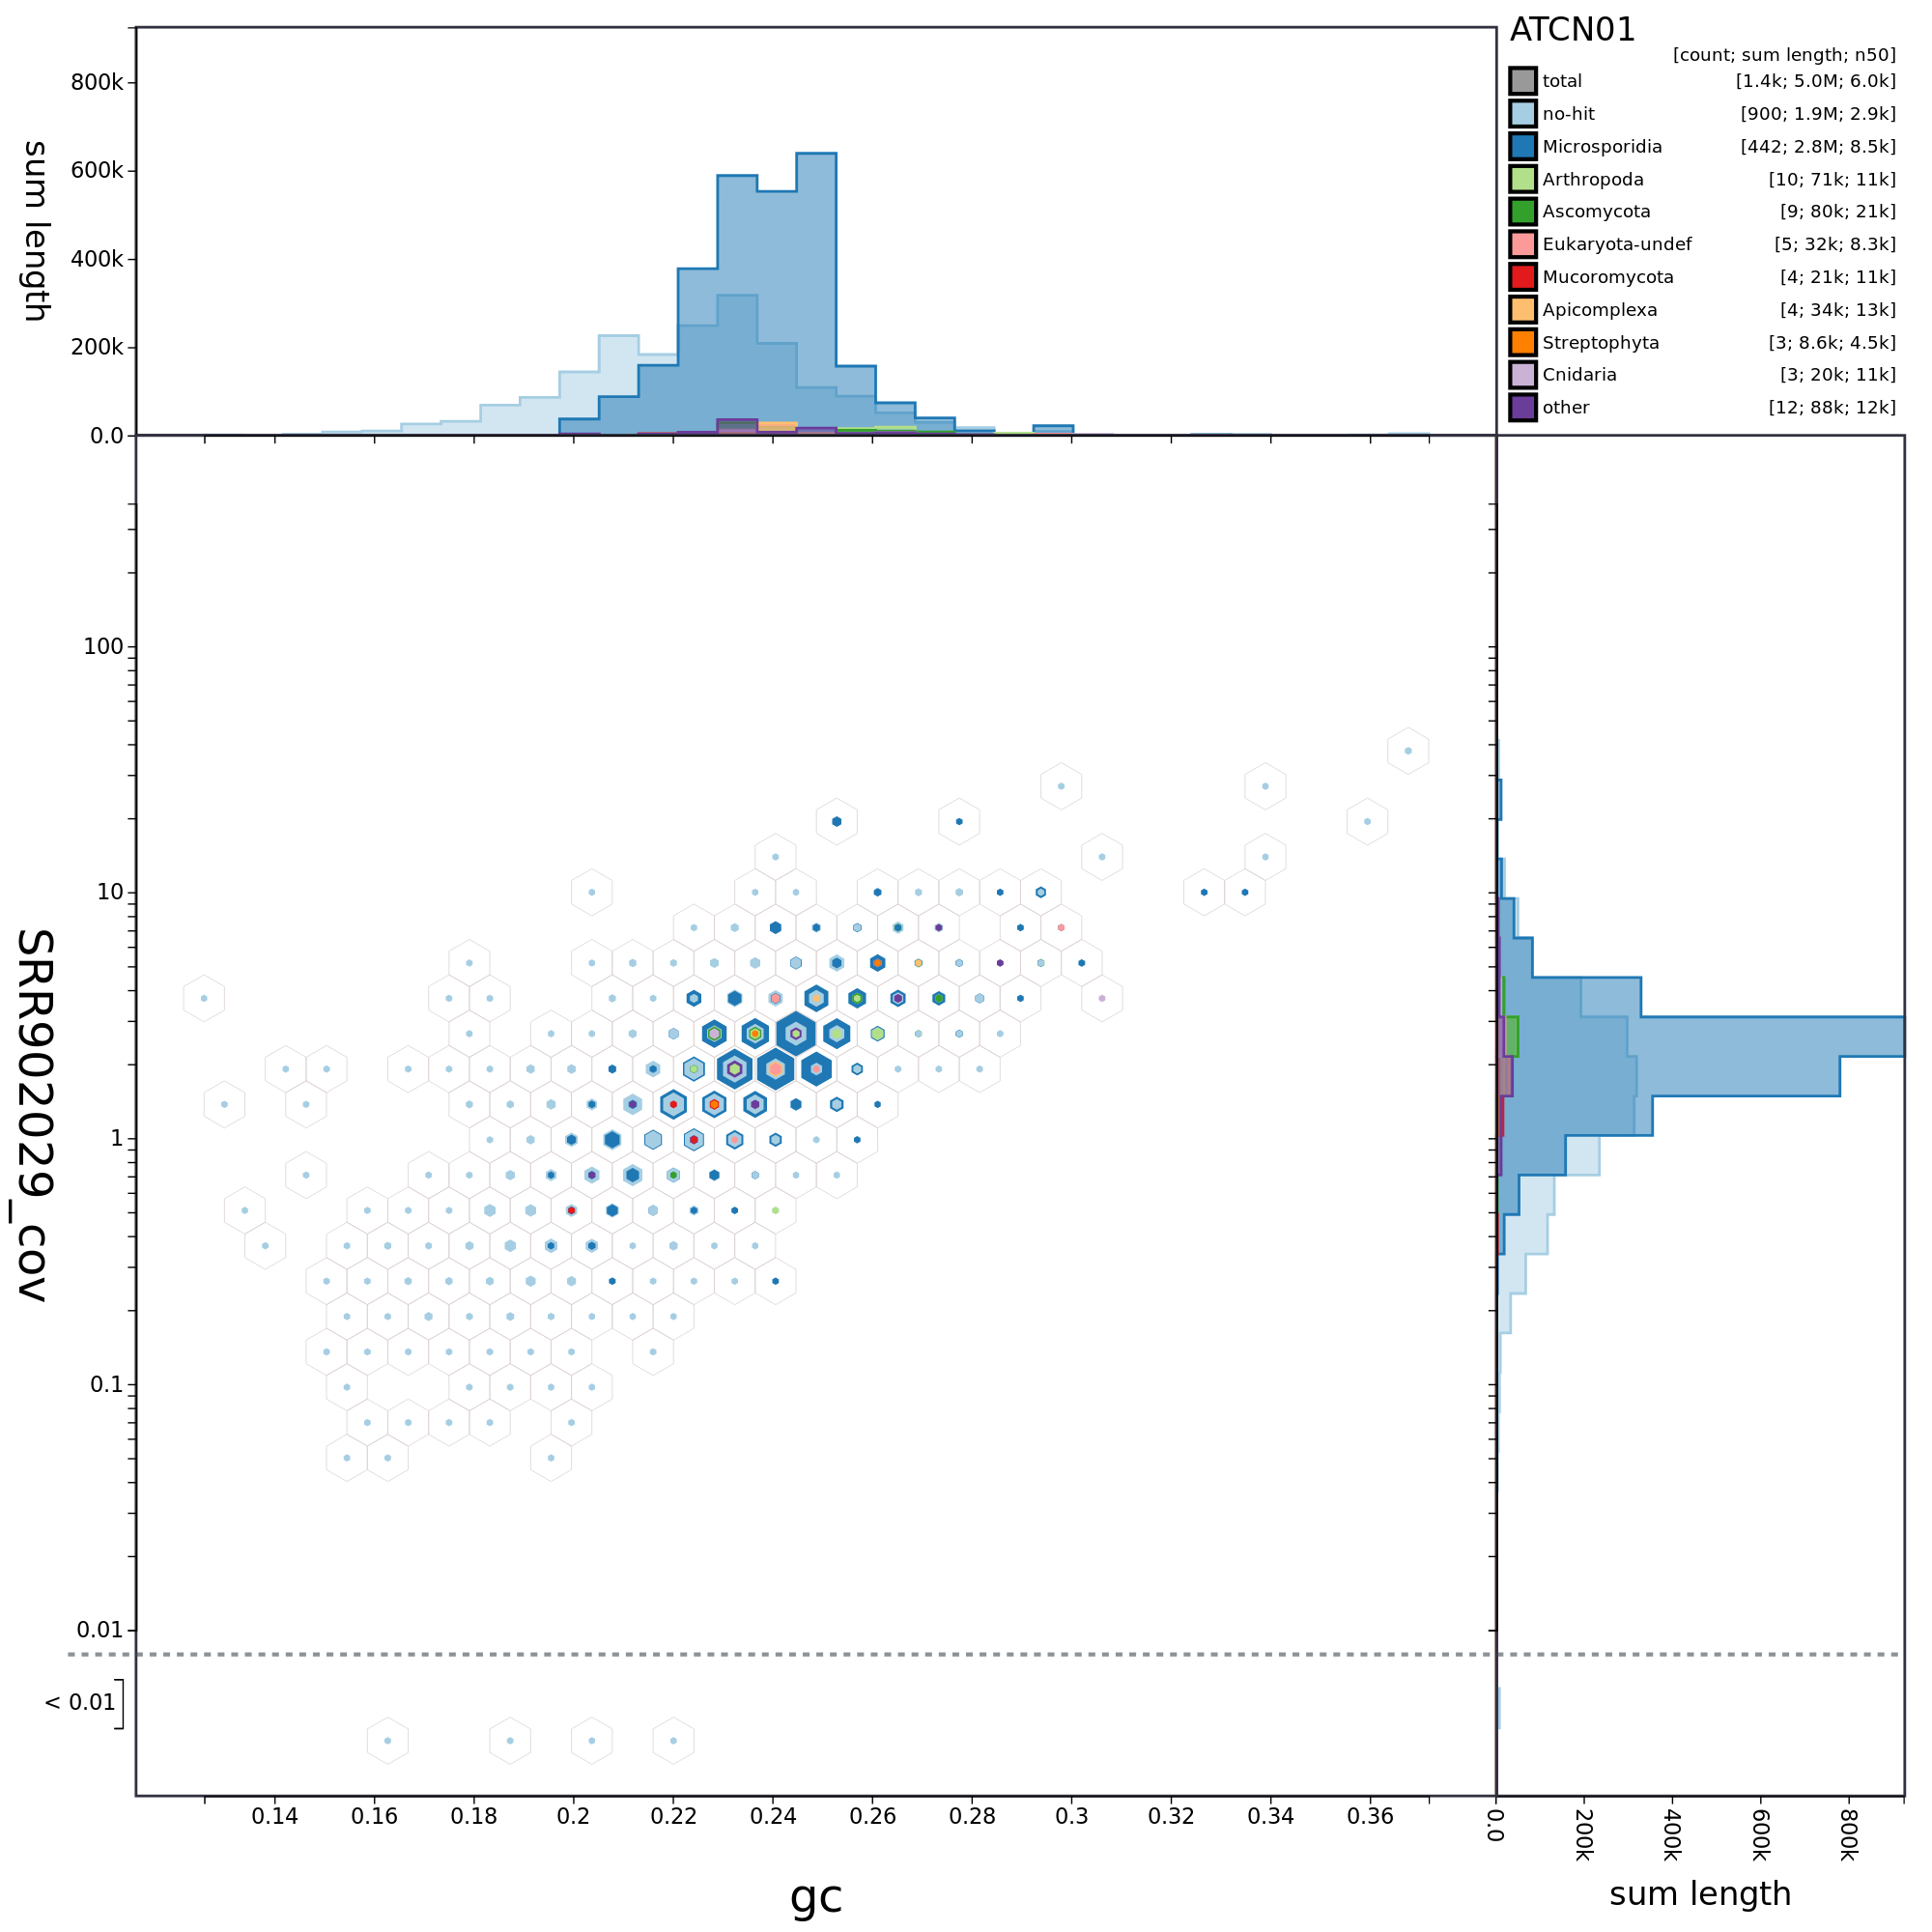 ATCN01
[count; sum length; n50]
total [1.4k; 5.0M; 6.0k]
no-hit [900; 1.9M; 2.9k]
Microsporidia [442; 2.8M; 8.5k]
Arthropoda [10; 71k; 11k]
Ascomycota [9; 80k; 21k]
Eukaryota-undef [5; 32k; 8.3k]
Mucoromycota [4; 21k; 11k]
Apicomplexa [4; 34k; 13k]
Streptophyta [3; 8.6k; 4.5k]
Cnidaria [3; 20k; 11k]
other [12; 88k; 12k]
sum length
800k
600k
400k
200k
0.0
SRR902029_cov
100
10
1
0.1
0.01
< 0.01
0.14 0.16 0.18 0.2 0.22 0.24 0.26 0.28 0.3 0.32 0.34 0.36
gc
0.0 200k 400k 600k 800k
sum length